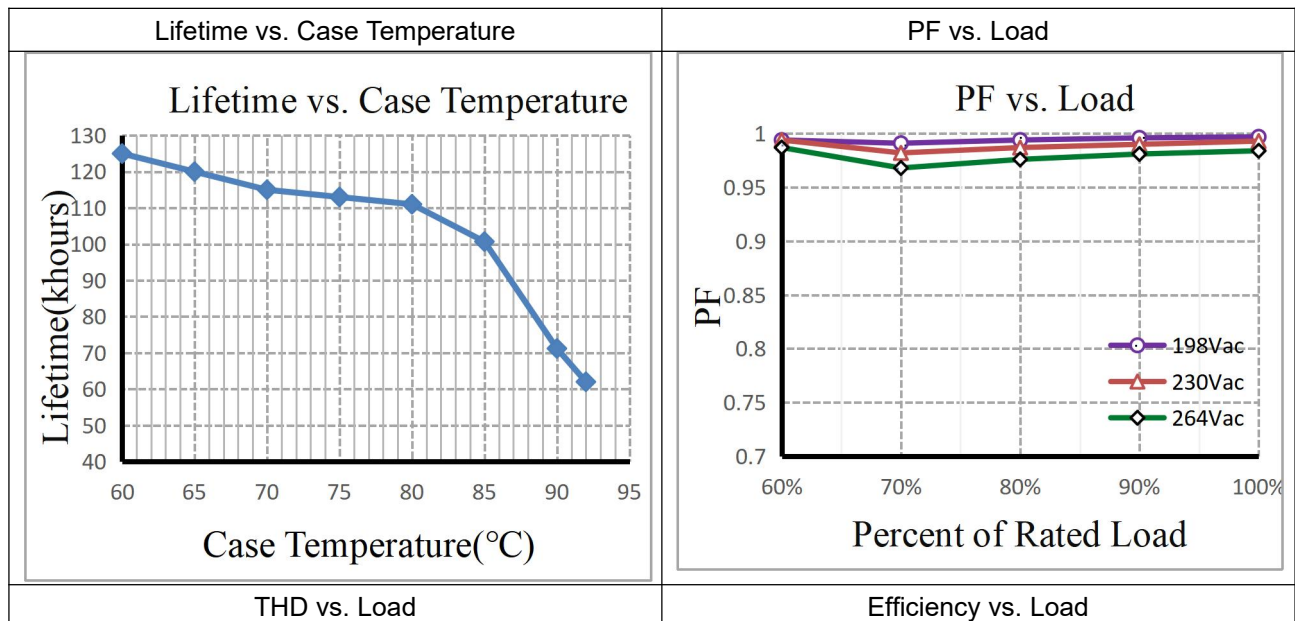 Lifetime vs. Case Temperature
PF vs. Load
Lifetime vs. Case Temperature
130
120
110
100
90
80
70
60
50
40
Lifetime(khours)
60 65 70 75 80 85 90 95
Case Temperature(°C)
PF vs. Load
1
0.95
0.9
0.85
0.8
0.75
0.7
PF
198Vac
230Vac
264Vac
60% 70% 80% 90% 100%
Percent of Rated Load
THD vs. Load
Efficiency vs. Load